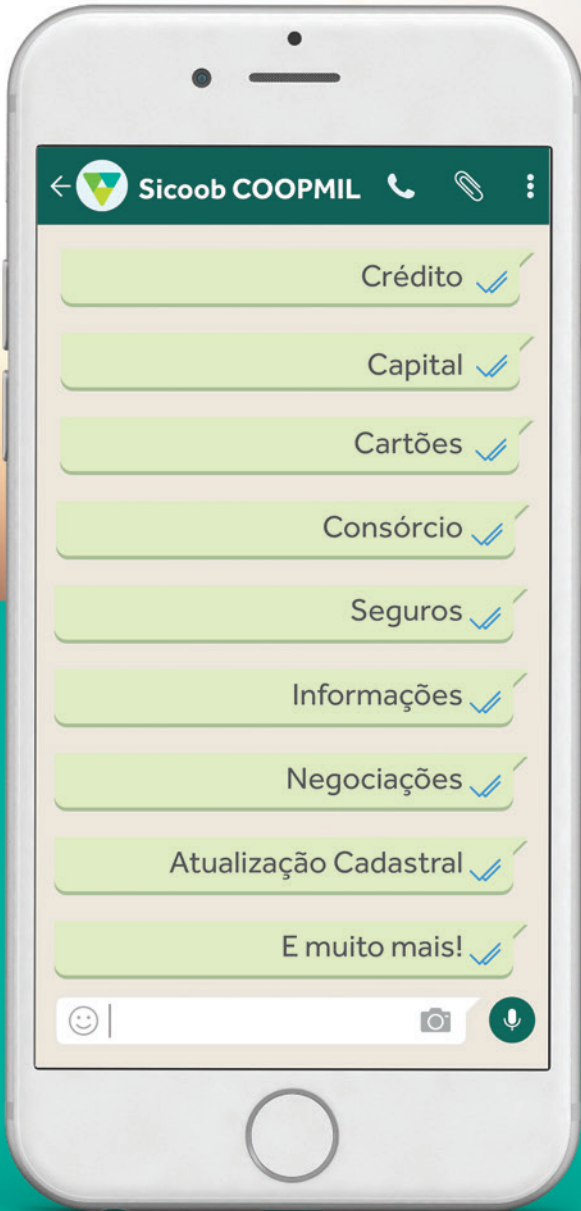 Sicoob COOPMIL
Crédito
Capital
Cartões
Consórcio
Seguros
Informações
Negociações
Atualização Cadastral
E muito mais!